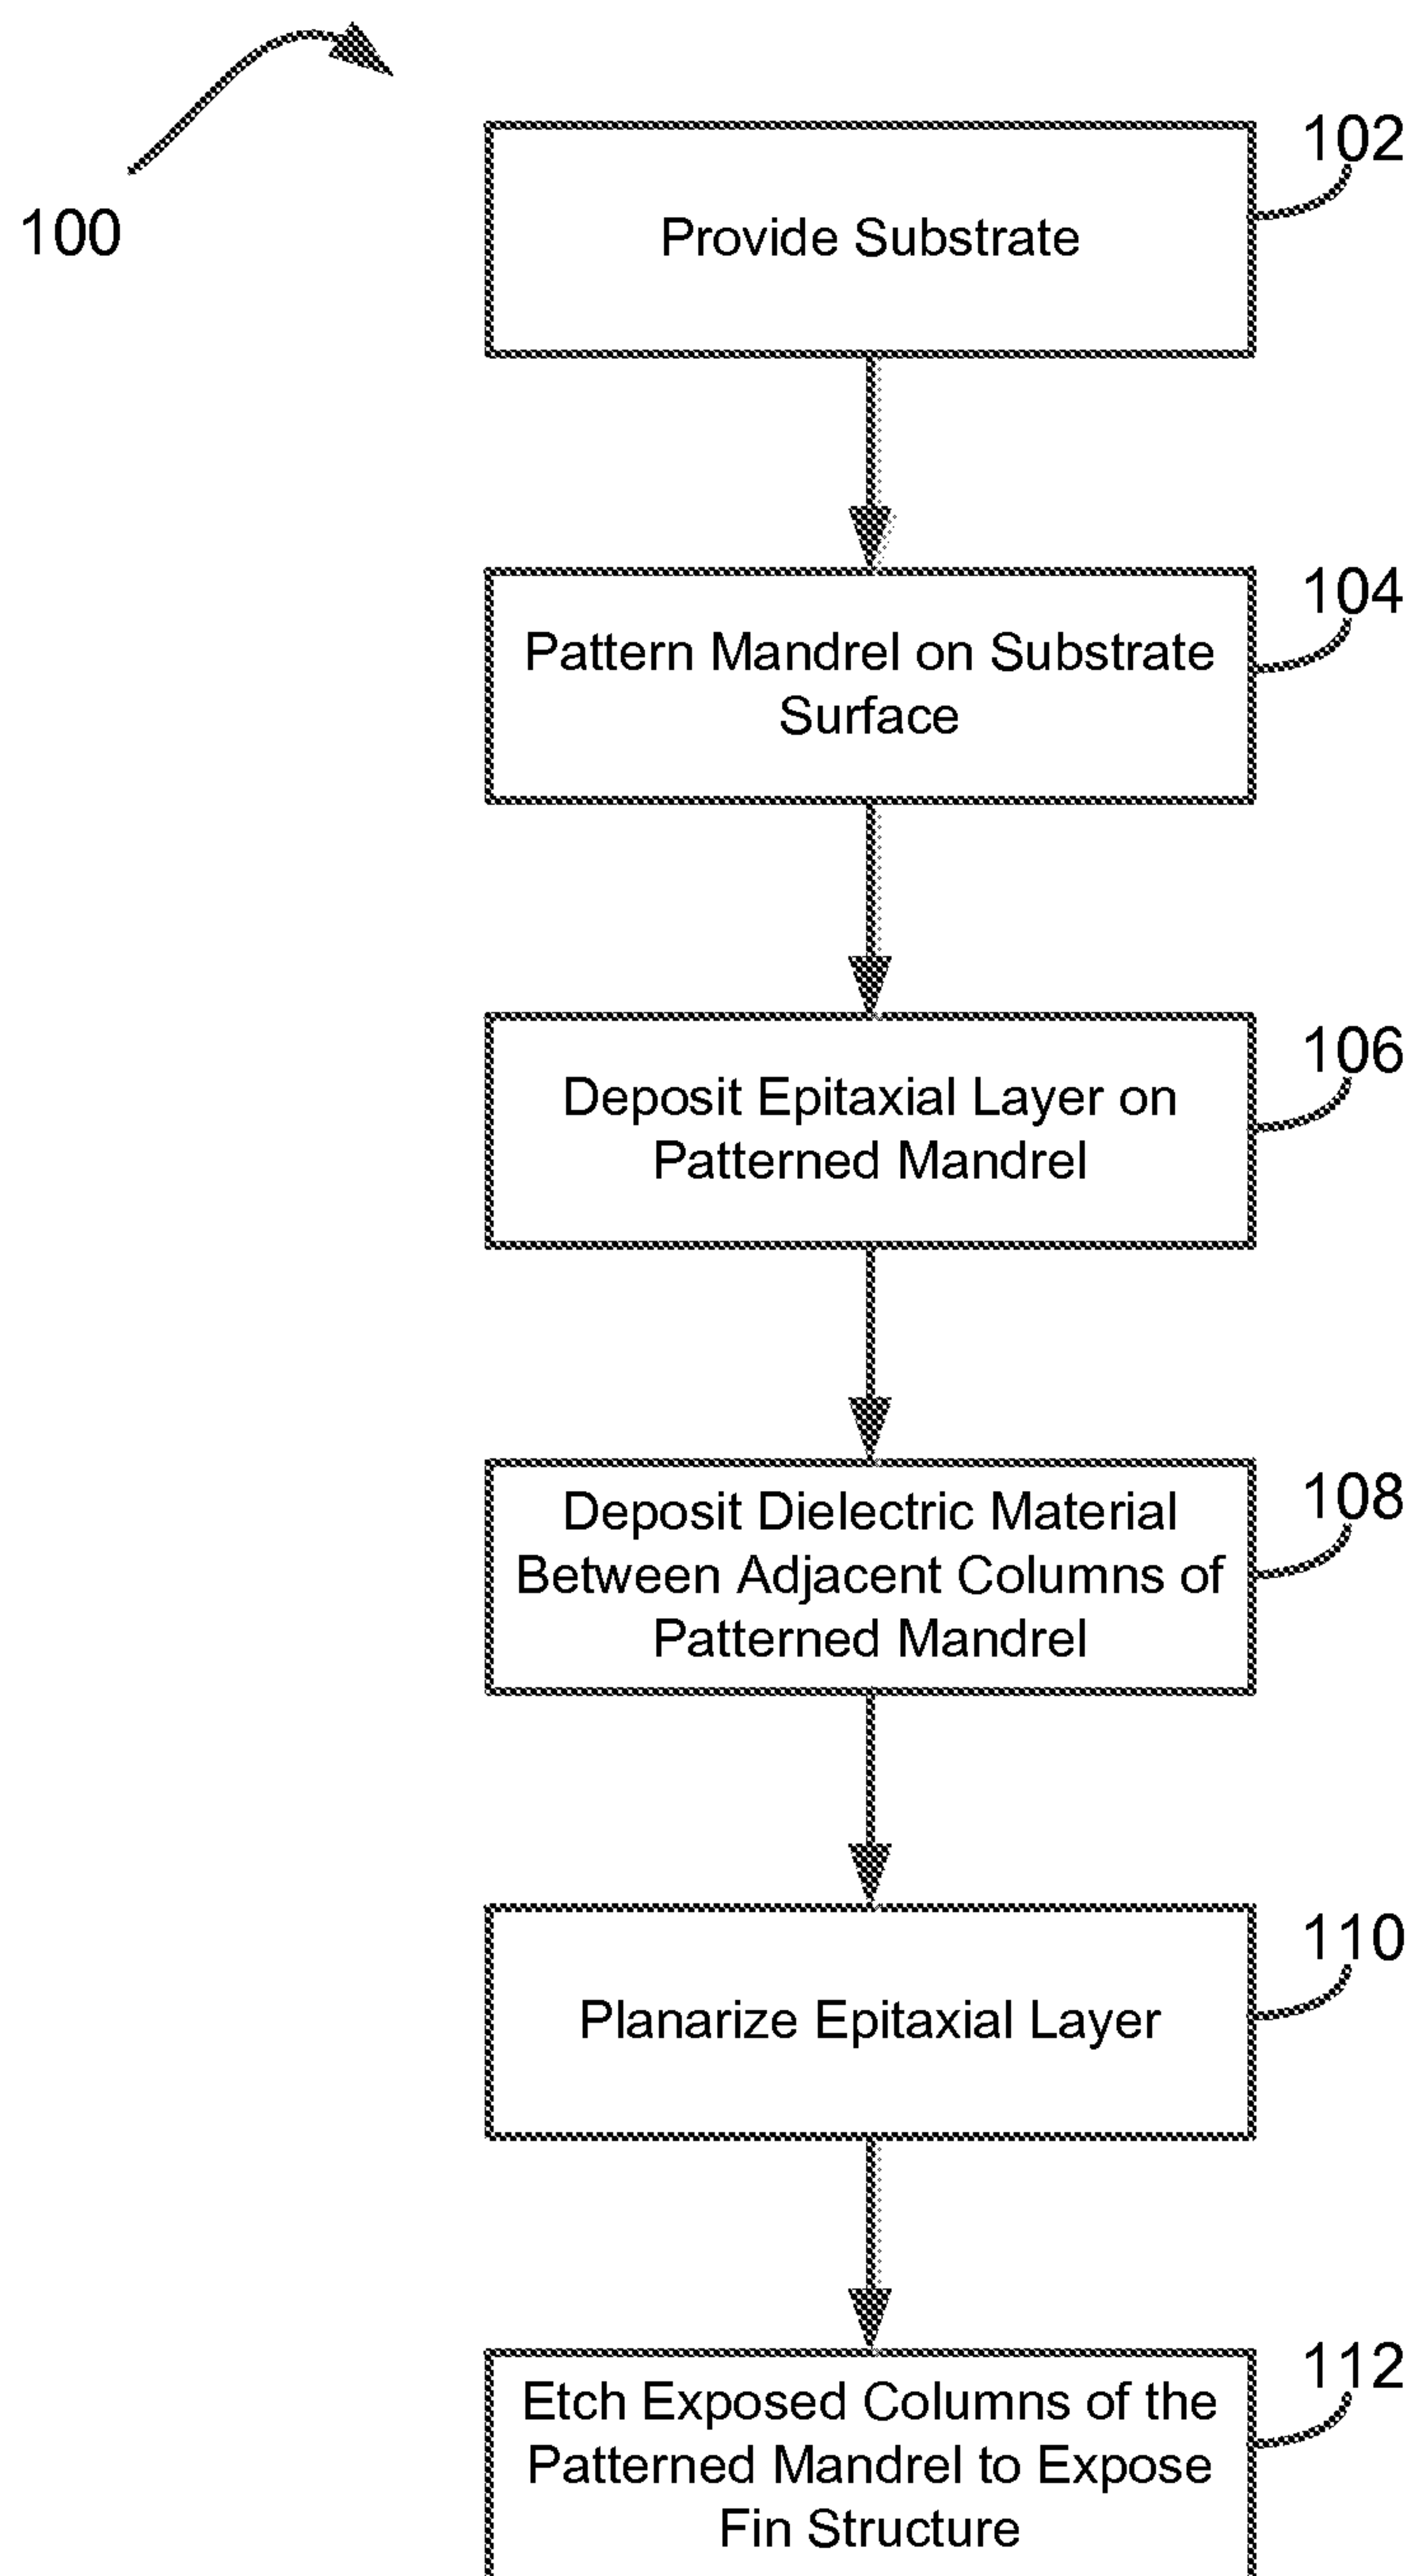 100
102
Provide Substrate
104
Pattern Mandrel on Substrate
Surface
106
Deposit Epitaxial Layer on
Patterned Mandrel
108
Deposit Dielectric Material
Between Adjacent Columns of
Patterned Mandrel
110
Planarize Epitaxial Layer
112
Etch Exposed Columns of the
Patterned Mandrel to Expose
Fin Structure